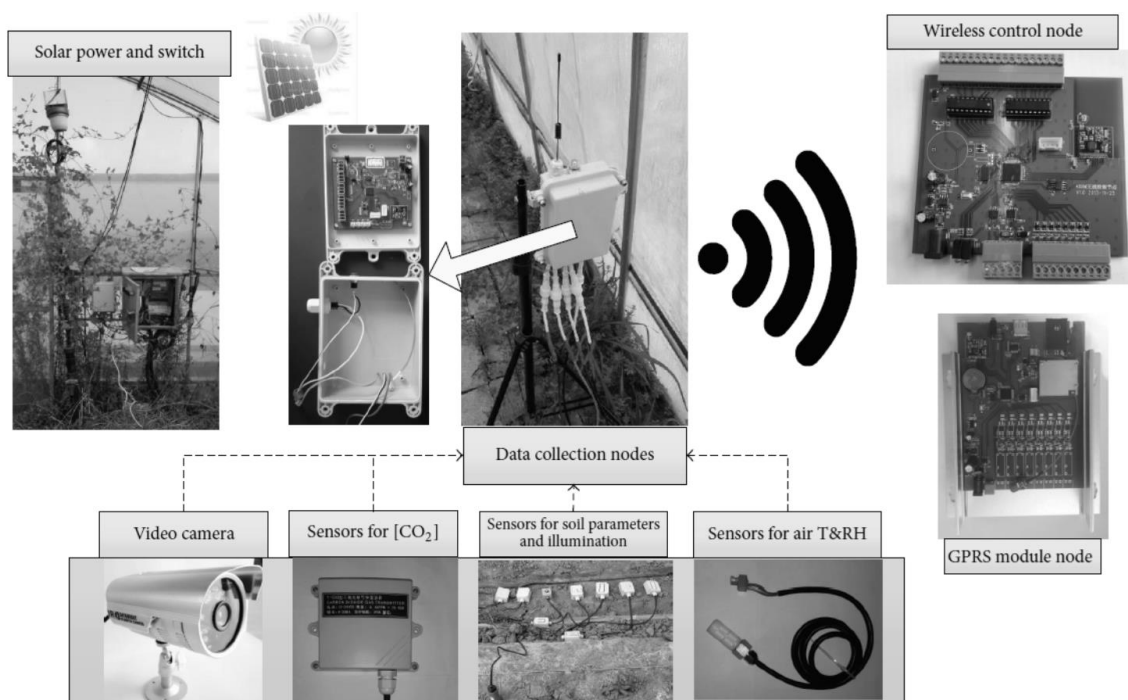 Solar power and switch
Wireless control node
Data collection nodes
Video camera
Sensors for [CO₂]
Sensors for soil parameters
and illumination
Sensors for air T&RH
GPRS module node